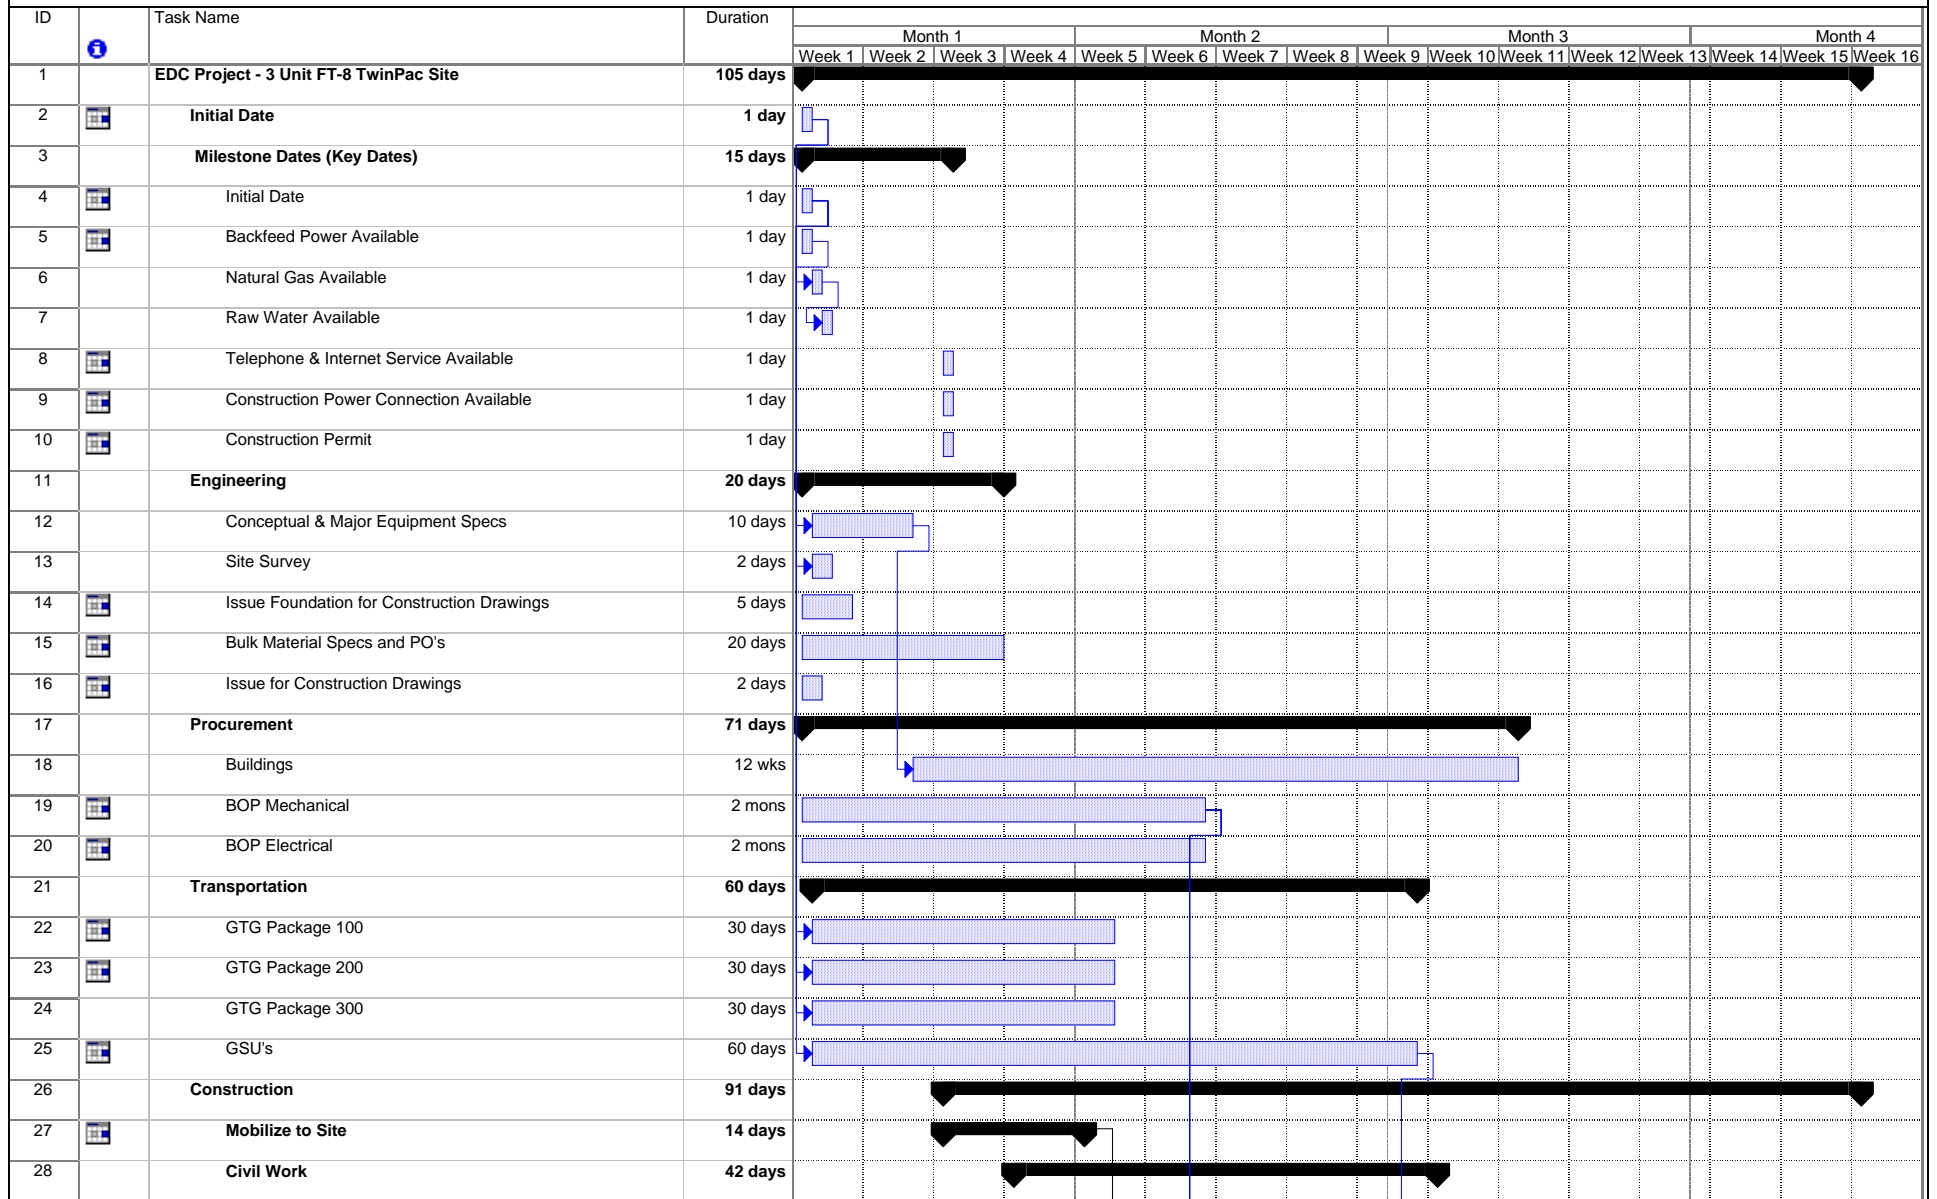 ID Task Name Duration
Month 1 Month 2 Month 3 Month 4
Week 1 Week 2 Week 3 Week 4 Week 5 Week 6 Week 7 Week 8 Week 9 Week 10 Week 11 Week 12 Week 13 Week 14 Week 15 Week 16
1 EDC Project - 3 Unit FT-8 TwinPac Site 105 days
2 Initial Date 1 day
3 Milestone Dates (Key Dates) 15 days
4 Initial Date 1 day
5 Backfeed Power Available 1 day
6 Natural Gas Available 1 day
7 Raw Water Available 1 day
8 Telephone & Internet Service Available 1 day
9 Construction Power Connection Available 1 day
10 Construction Permit 1 day
11 Engineering 20 days
12 Conceptual & Major Equipment Specs 10 days
13 Site Survey 2 days
14 Issue Foundation for Construction Drawings 5 days
15 Bulk Material Specs and PO's 20 days
16 Issue for Construction Drawings 2 days
17 Procurement 71 days
18 Buildings 12 wks
19 BOP Mechanical 2 mons
20 BOP Electrical 2 mons
21 Transportation 60 days
22 GTG Package 100 30 days
23 GTG Package 200 30 days
24 GTG Package 300 30 days
25 GSU's 60 days
26 Construction 91 days
27 Mobilize to Site 14 days
28 Civil Work 42 days